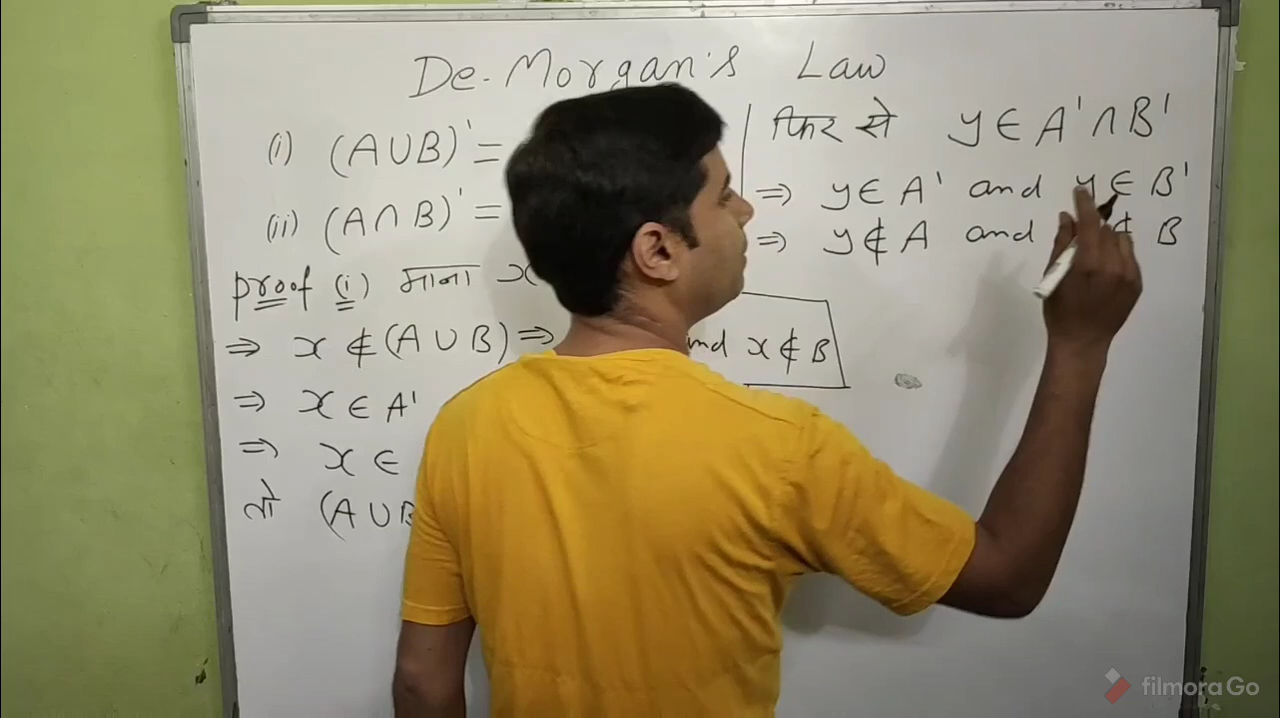 De-Morgan's Law
(i) (A∪B)' =
(ii) (A∩B)' =
proof (i) माना x
⇒ x ∉ (A ∪ B) ⇒ and x ∉ B
⇒ x ∈ A'
⇒ x ∈
तो (A ∪ B
फिर से y ∈ A' ∩ B'
⇒ y ∈ A' and y ∈ B'
⇒ y ∉ A and ∉ B
filmora Go